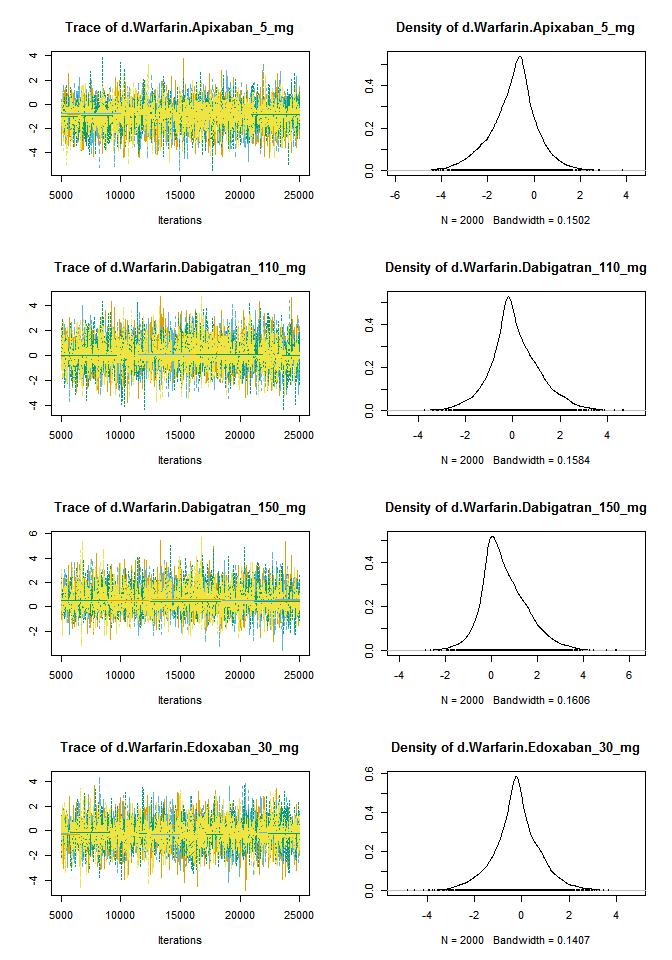 Trace of d.Warfarin.Apixaban_5_mg
4
2
0
-2
-4
5000 10000 15000 20000 25000
Iterations
Density of d.Warfarin.Apixaban_5_mg
0.4
0.2
0.0
-6 -4 -2 0 2 4
N = 2000 Bandwidth = 0.1502
Trace of d.Warfarin.Dabigatran_110_mg
4
2
0
-2
-4
5000 10000 15000 20000 25000
Iterations
Density of d.Warfarin.Dabigatran_110_mg
0.4
0.2
0.0
-4 -2 0 2 4
N = 2000 Bandwidth = 0.1584
Trace of d.Warfarin.Dabigatran_150_mg
6
4
2
0
-2
5000 10000 15000 20000 25000
Iterations
Density of d.Warfarin.Dabigatran_150_mg
0.4
0.2
0.0
-4 -2 0 2 4 6
N = 2000 Bandwidth = 0.1606
Trace of d.Warfarin.Edoxaban_30_mg
4
2
0
-2
-4
5000 10000 15000 20000 25000
Iterations
Density of d.Warfarin.Edoxaban_30_mg
0.6
0.4
0.2
0.0
-4 -2 0 2 4
N = 2000 Bandwidth = 0.1407